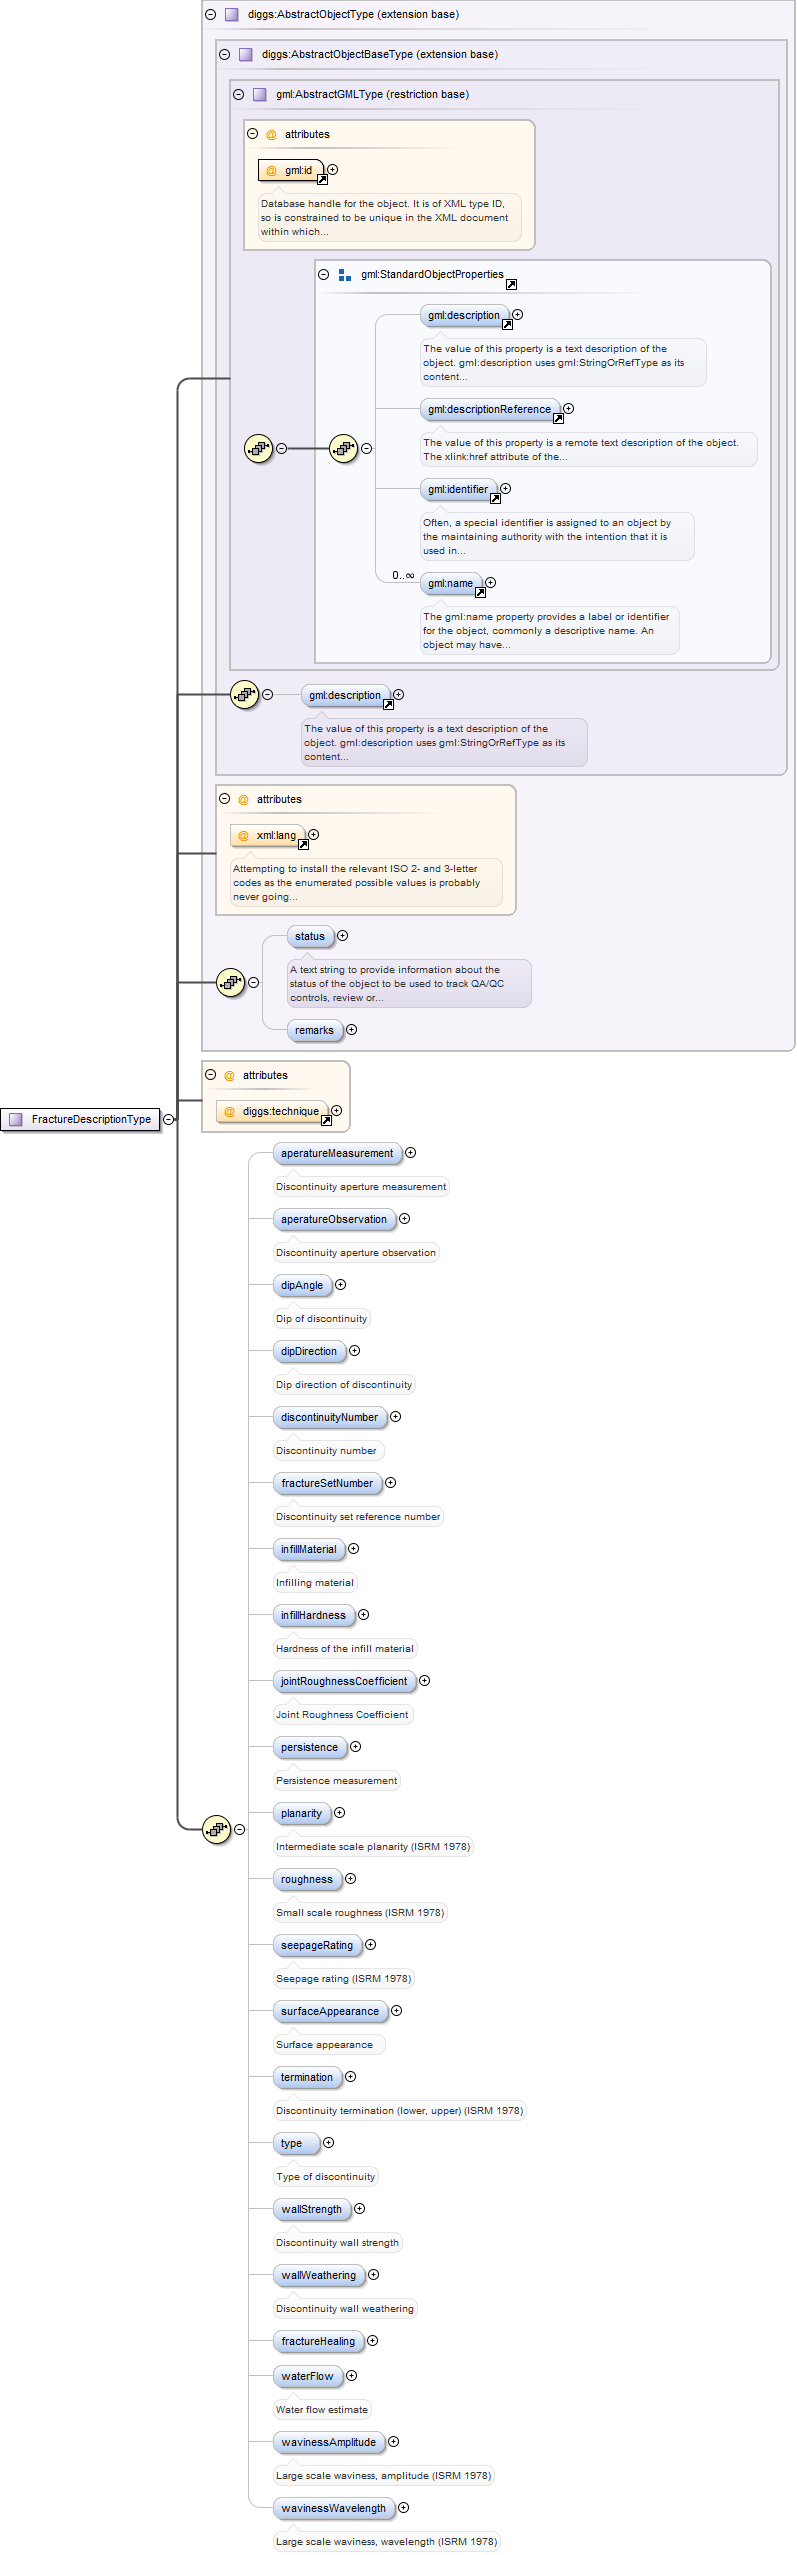 diggs:AbstractObjectType (extension base)
diggs:AbstractObjectBaseType (extension base)
gml:AbstractGMLType (restriction base)
@ attributes
@ gml:id
Database handle for the object. It is of XML type ID,
so is constrained to be unique in the XML document
within which...
gml:StandardObjectProperties
gml:description
The value of this property is a text description of the
object. gml:description uses gml:StringOrRefType as its
content...
gml:descriptionReference
The value of this property is a remote text description of the object.
The xlink:href attribute of the...
gml:identifier
Often, a special identifier is assigned to an object by
the maintaining authority with the intention that it is
used in...
0..∞
gml:name
The gml:name property provides a label or identifier
for the object, commonly a descriptive name. An
object may have...
gml:description
The value of this property is a text description of the
object. gml:description uses gml:StringOrRefType as its
content...
@ attributes
@ xml:lang
Attempting to install the relevant ISO 2- and 3-letter
codes as the enumerated possible values is probably
never going...
status
A text string to provide information about the
status of the object to be used to track QA/QC
controls, review or...
remarks
@ attributes
@ diggs:technique
FractureDescriptionType
aperatureMeasurement
Discontinuity aperture measurement
aperatureObservation
Discontinuity aperture observation
dipAngle
Dip of discontinuity
dipDirection
Dip direction of discontinuity
discontinuityNumber
Discontinuity number
fractureSetNumber
Discontinuity set reference number
infillMaterial
Infilling material
infillHardness
Hardness of the infill material
jointRoughnessCoefficient
Joint Roughness Coefficient
persistence
Persistence measurement
planarity
Intermediate scale planarity (ISRM 1978)
roughness
Small scale roughness (ISRM 1978)
seepageRating
Seepage rating (ISRM 1978)
surfaceAppearance
Surface appearance
termination
Discontinuity termination (lower, upper) (ISRM 1978)
type
Type of discontinuity
wallStrength
Discontinuity wall strength
wallWeathering
Discontinuity wall weathering
fractureHealing
waterFlow
Water flow estimate
wavinessAmplitude
Large scale waviness, amplitude (ISRM 1978)
wavinessWavelength
Large scale waviness, wavelength (ISRM 1978)